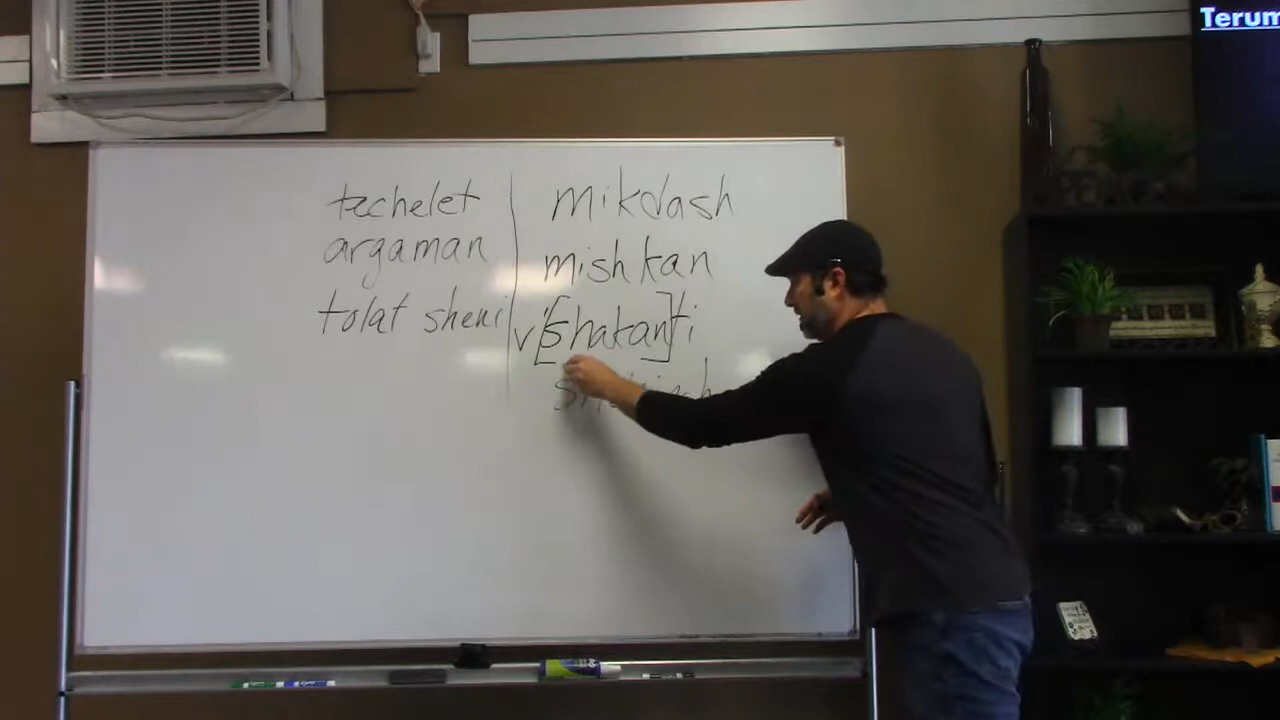 Terum
techelet
argaman
tolat sheni
mikdash
mishkan
v'[shakan]ti